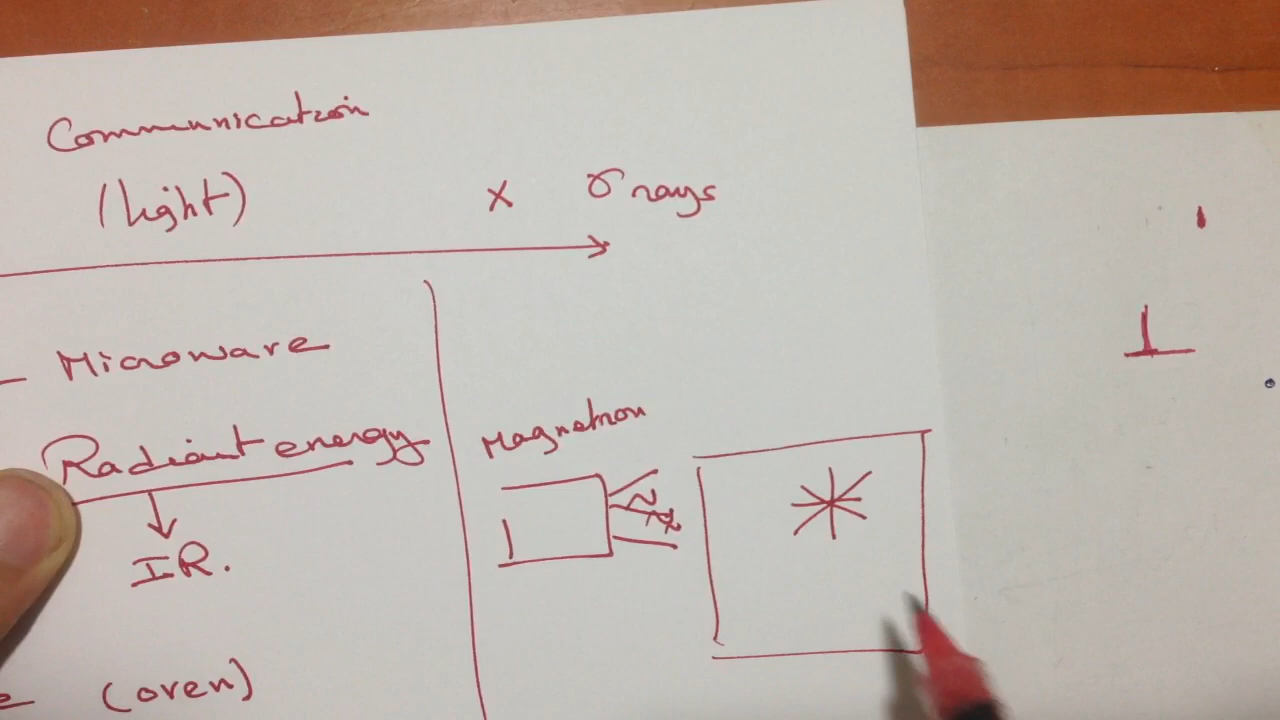 Communication
(light) X γ rays
Microwave
Radiant energy
Magnetron
IR.
(oven)